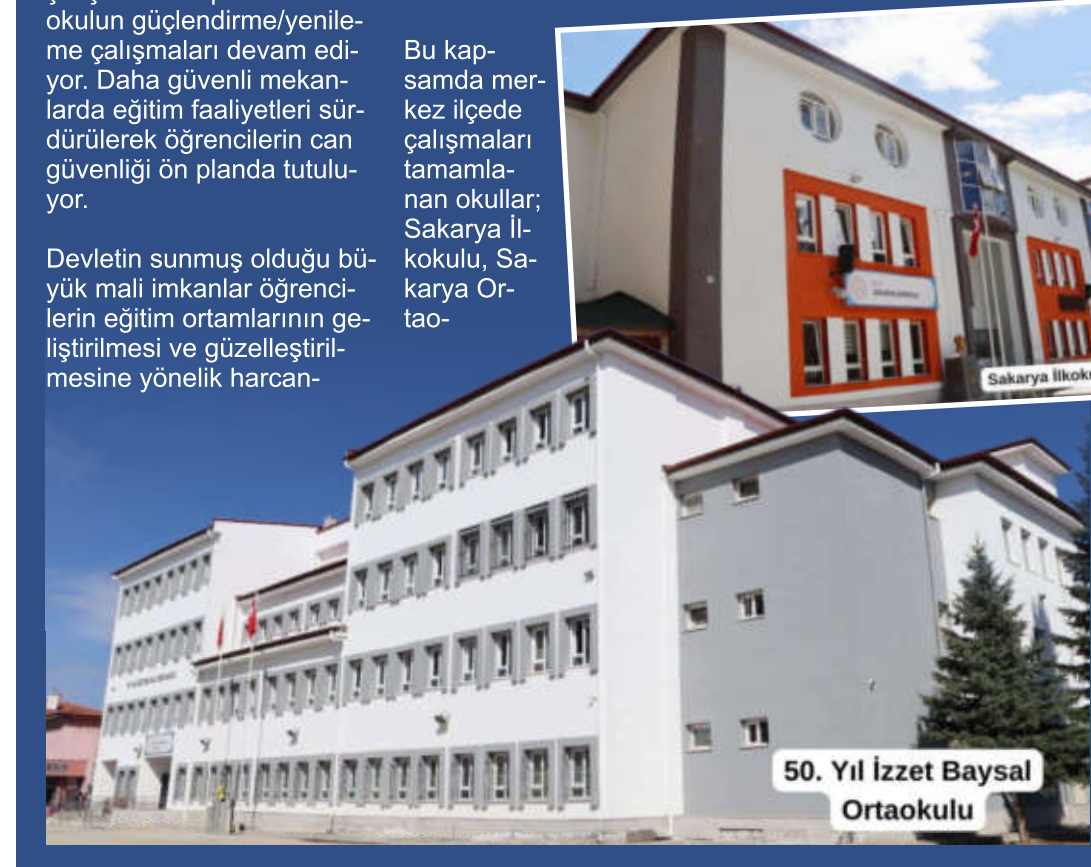 okulun güçlendirme/yenile-
me çalışmaları devam edi-
yor. Daha güvenli mekan-
larda eğitim faaliyetleri sür-
dürülerek öğrencilerin can
güvenliği ön planda tutulu-
yor.

Devletin sunmuş olduğu bü-
yük mali imkanlar öğrenci-
lerin eğitim ortamlarının ge-
liştirilmesi ve güzelleştiril-
mesine yönelik harcan-

Bu kap-
samda mer-
kez ilçede
çalışmaları
tamamla-
nan okullar;
Sakarya İl-
kokulu, Sa-
karya Or-
tao-

Sakarya İlkok
50. Yıl İzzet Baysal
Ortaokulu